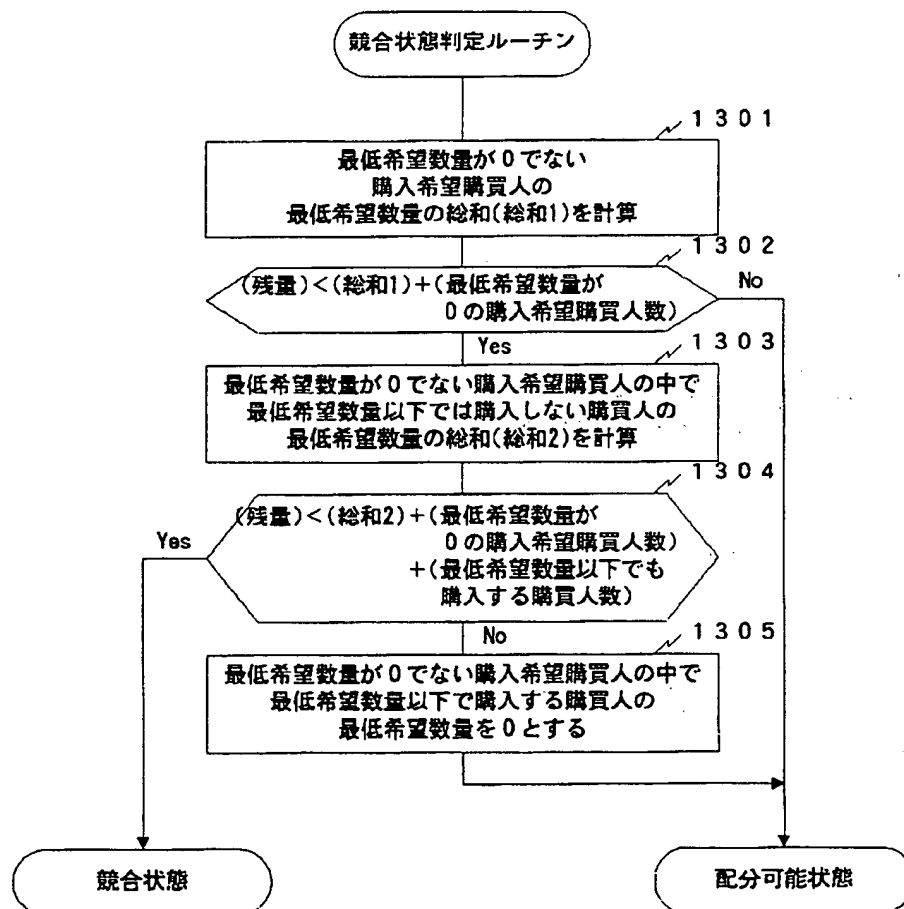 競合状態判定ルーチン
1301
最低希望数量が0でない
購入希望購買人の
最低希望数量の総和(総和1)を計算
1302
(残量)<(総和1)+(最低希望数量が
0の購入希望購買人数)
No
Yes
1303
最低希望数量が0でない購入希望購買人の中で
最低希望数量以下では購入しない購買人の
最低希望数量の総和(総和2)を計算
1304
(残量)<(総和2)+(最低希望数量が
0の購入希望購買人数)
+(最低希望数量以下でも
購入する購買人数)
Yes
No
1305
最低希望数量が0でない購入希望購買人の中で
最低希望数量以下で購入する購買人の
最低希望数量を0とする
競合状態
配分可能状態